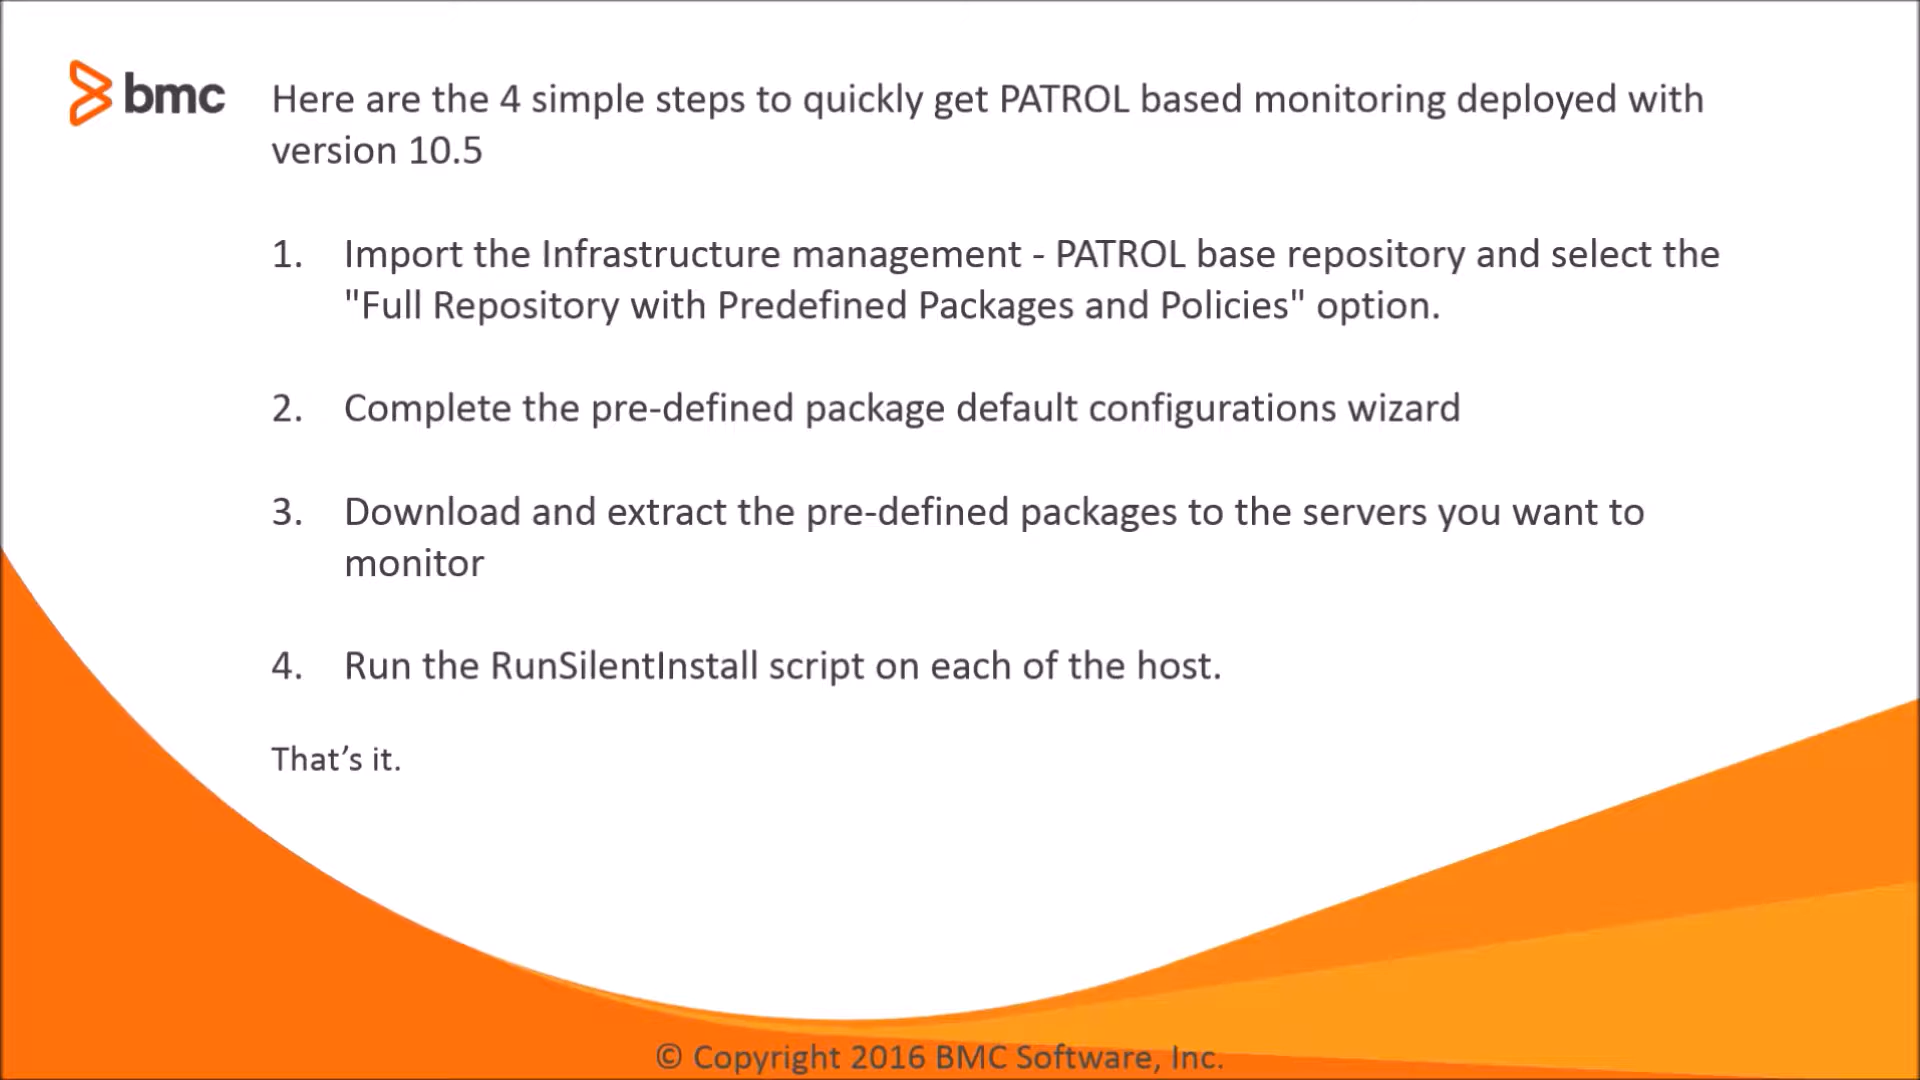 bmc
Here are the 4 simple steps to quickly get PATROL based monitoring deployed with
version 10.5
1. Import the Infrastructure management - PATROL base repository and select the
"Full Repository with Predefined Packages and Policies" option.
2. Complete the pre-defined package default configurations wizard
3. Download and extract the pre-defined packages to the servers you want to
monitor
4. Run the RunSilentInstall script on each of the host.
That’s it.
© Copyright 2016 BMC Software, Inc.